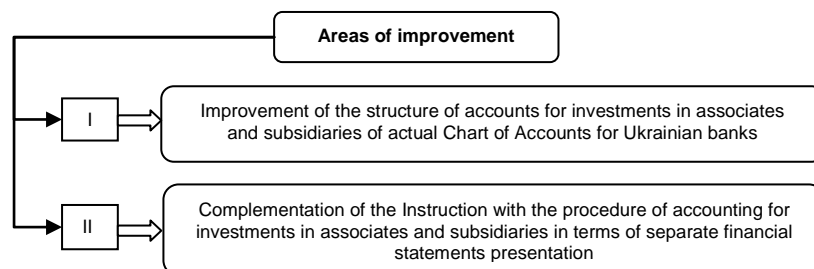 Areas of improvement
I
Improvement of the structure of accounts for investments in associates
and subsidiaries of actual Chart of Accounts for Ukrainian banks
II
Complementation of the Instruction with the procedure of accounting for
investments in associates and subsidiaries in terms of separate financial
statements presentation